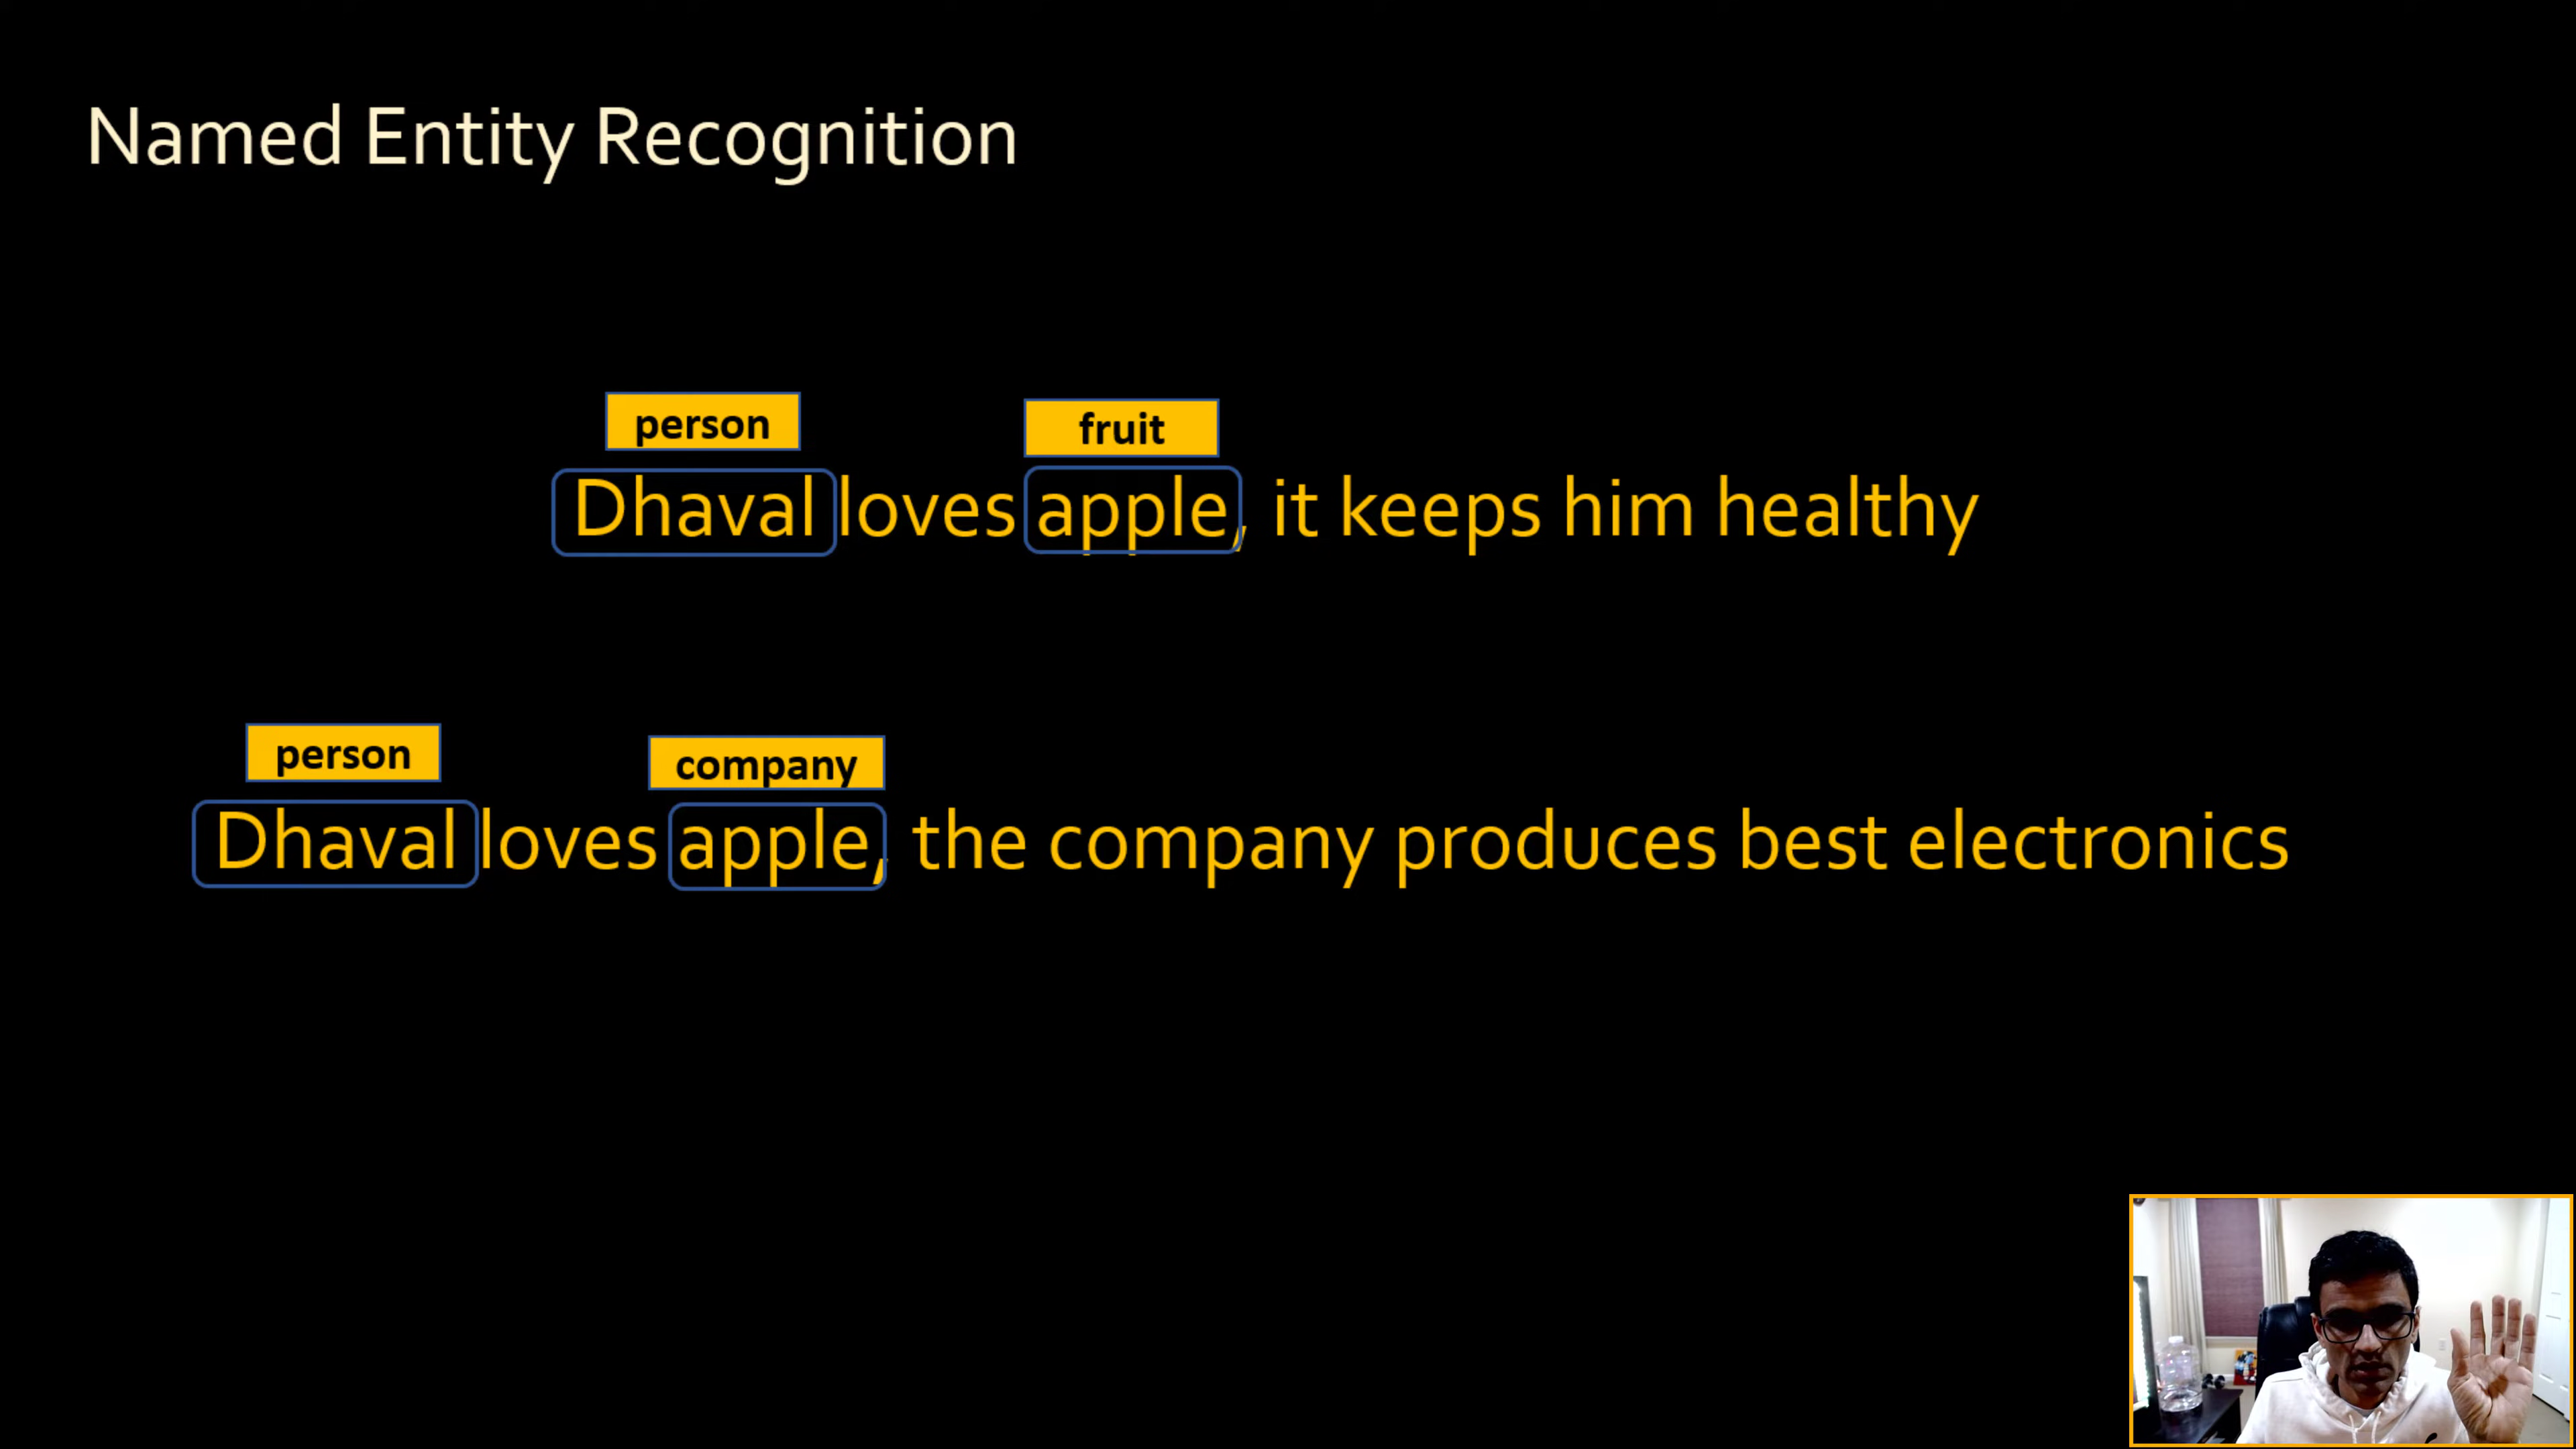 Named Entity Recognition
person fruit
Dhaval loves apple, it keeps him healthy
person company
Dhaval loves apple, the company produces best electronics